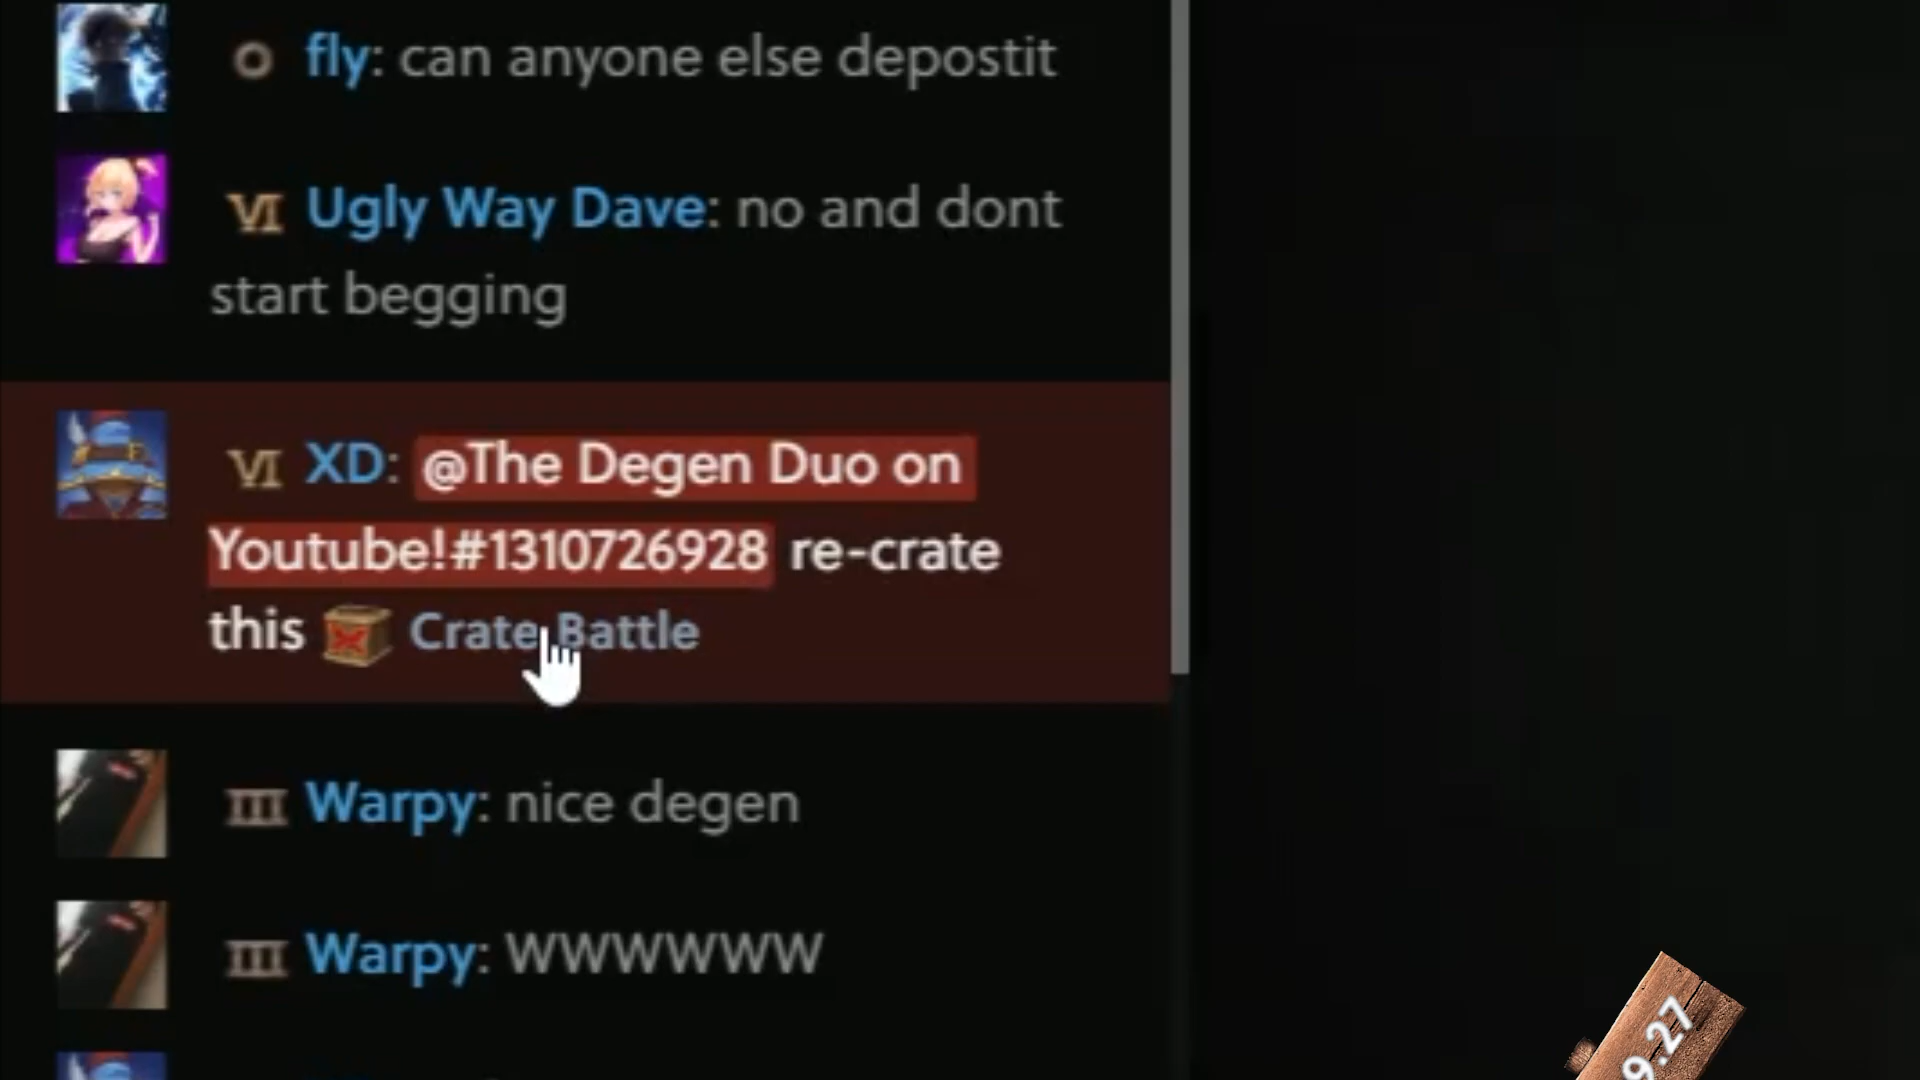 O fly: can anyone else depostit
VI Ugly Way Dave: no and dont
start begging
VI XD: @The Degen Duo on
Youtube!#1310726928 re-crate
this Crate Battle
III Warpy: nice degen
III Warpy: WWWWWW
9.27